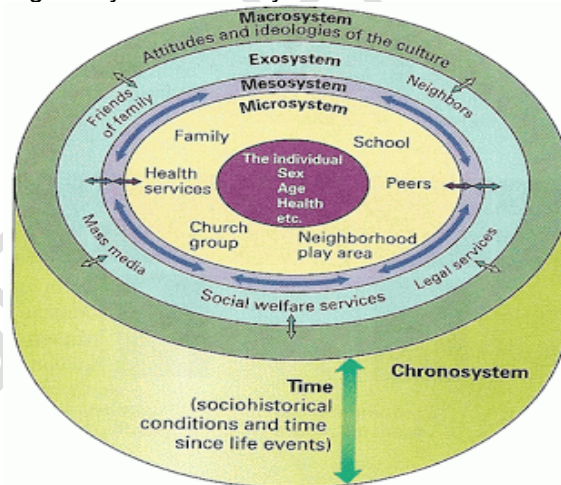 Macrosystem
Attitudes and ideologies of the culture
Exosystem
Mesosystem
Microsystem
Friends
of family
Neighbors
Family
School
The individual
Sex
Age
Health
etc.
Health
services
Peers
Church
group
Neighborhood
play area
Mass media
Legal services
Social welfare services
Chronosystem
Time
(sociohistorical
conditions and time
since life events)